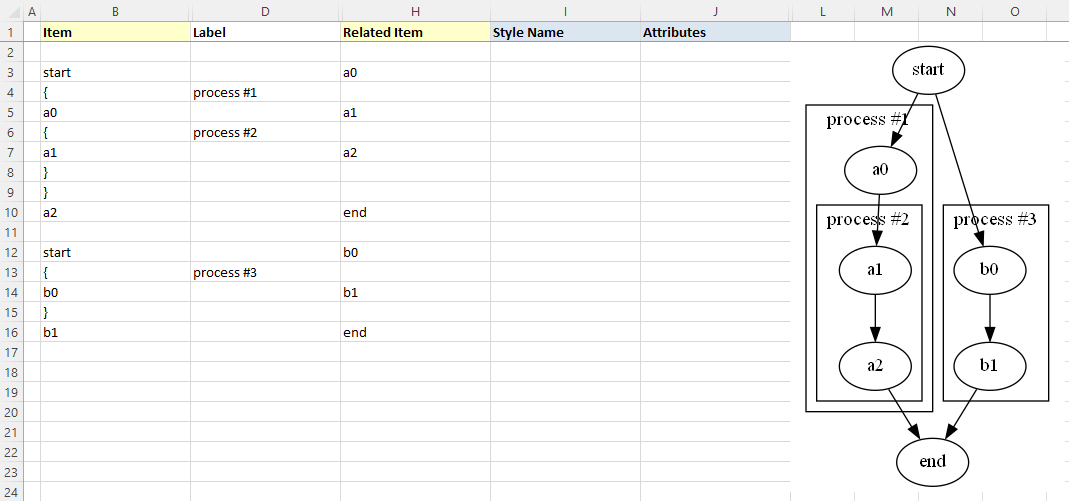 A B D H I J L M N O
1 Item Label Related Item Style Name Attributes
2
3 start a0
4 { process #1
5 a0 a1
6 { process #2
7 a1 a2
8 }
9 }
10 a2 end
11
12 start b0
13 { process #3
14 b0 b1
15 }
16 b1 end
17
18
19
20
21
22
23
24
start
process #1
a0
process #2 process #3
a1 b0
a2 b1
end